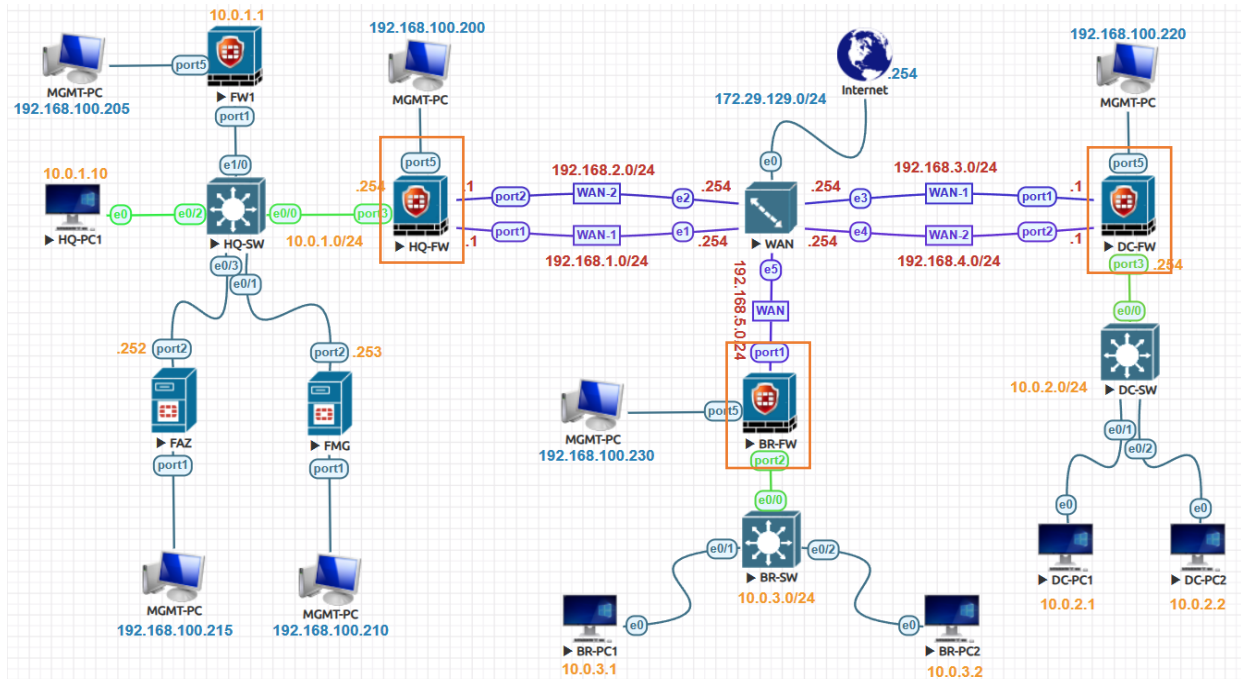 10.0.1.1
192.168.100.200
192.168.100.220
.254
Internet
port5
MGMT-PC
192.168.100.205
FW1
MGMT-PC
172.29.129.0/24
MGMT-PC
port1
e1/0
port5
e0
port5
10.0.1.10
.254
.1
192.168.2.0/24
.254
.254
192.168.3.0/24
.1
port2
WAN-2
e2
e3
WAN-1
port1
e0
e0/2
e0/0
port3
HQ-PC1
HQ-SW
10.0.1.0/24
HQ-FW
.1
port1
WAN-1
e1
.254
WAN
.254
e4
WAN-2
port2
.1
DC-FW
192.168.1.0/24
192.168.4.0/24
e0/3
e0/1
e5
port3
.254
192.168.5.0/24
WAN
e0/0
.252
port2
port2
.253
port1
10.0.2.0/24
DC-SW
FAZ
FMG
MGMT-PC
192.168.100.230
port5
BR-FW
port2
e0/1
e0/2
port1
port1
e0/0
e0
e0
e0/1
e0/2
BR-SW
10.0.3.0/24
DC-PC1
DC-PC2
10.0.2.1
10.0.2.2
MGMT-PC
192.168.100.215
MGMT-PC
192.168.100.210
e0
e0
BR-PC1
BR-PC2
10.0.3.1
10.0.3.2